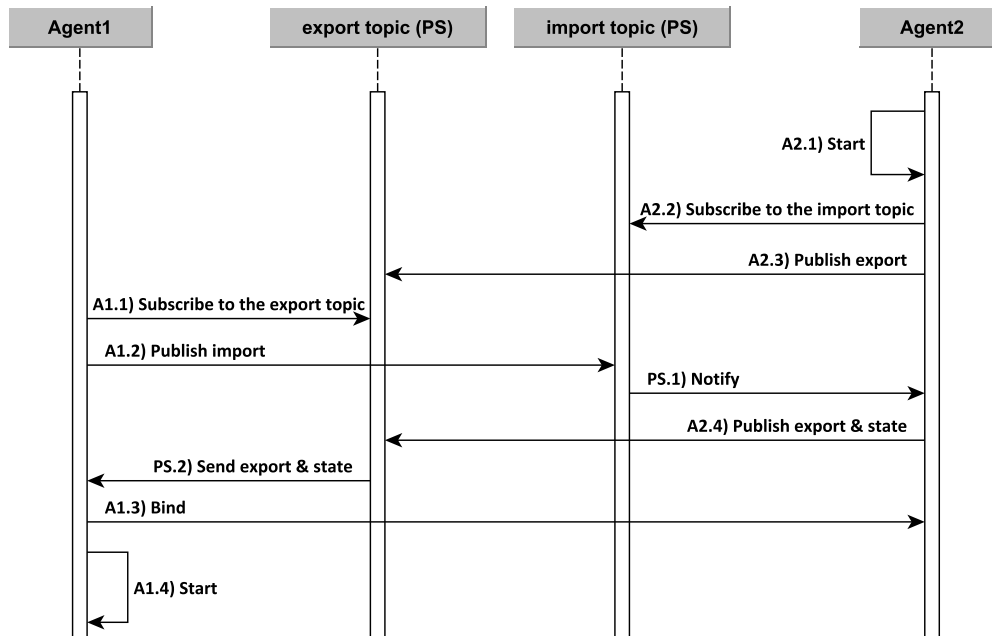 Agent1
export topic (PS)
import topic (PS)
Agent2
A2.1) Start
A2.2) Subscribe to the import topic
A2.3) Publish export
A1.1) Subscribe to the export topic
A1.2) Publish import
PS.1) Notify
A2.4) Publish export & state
PS.2) Send export & state
A1.3) Bind
A1.4) Start